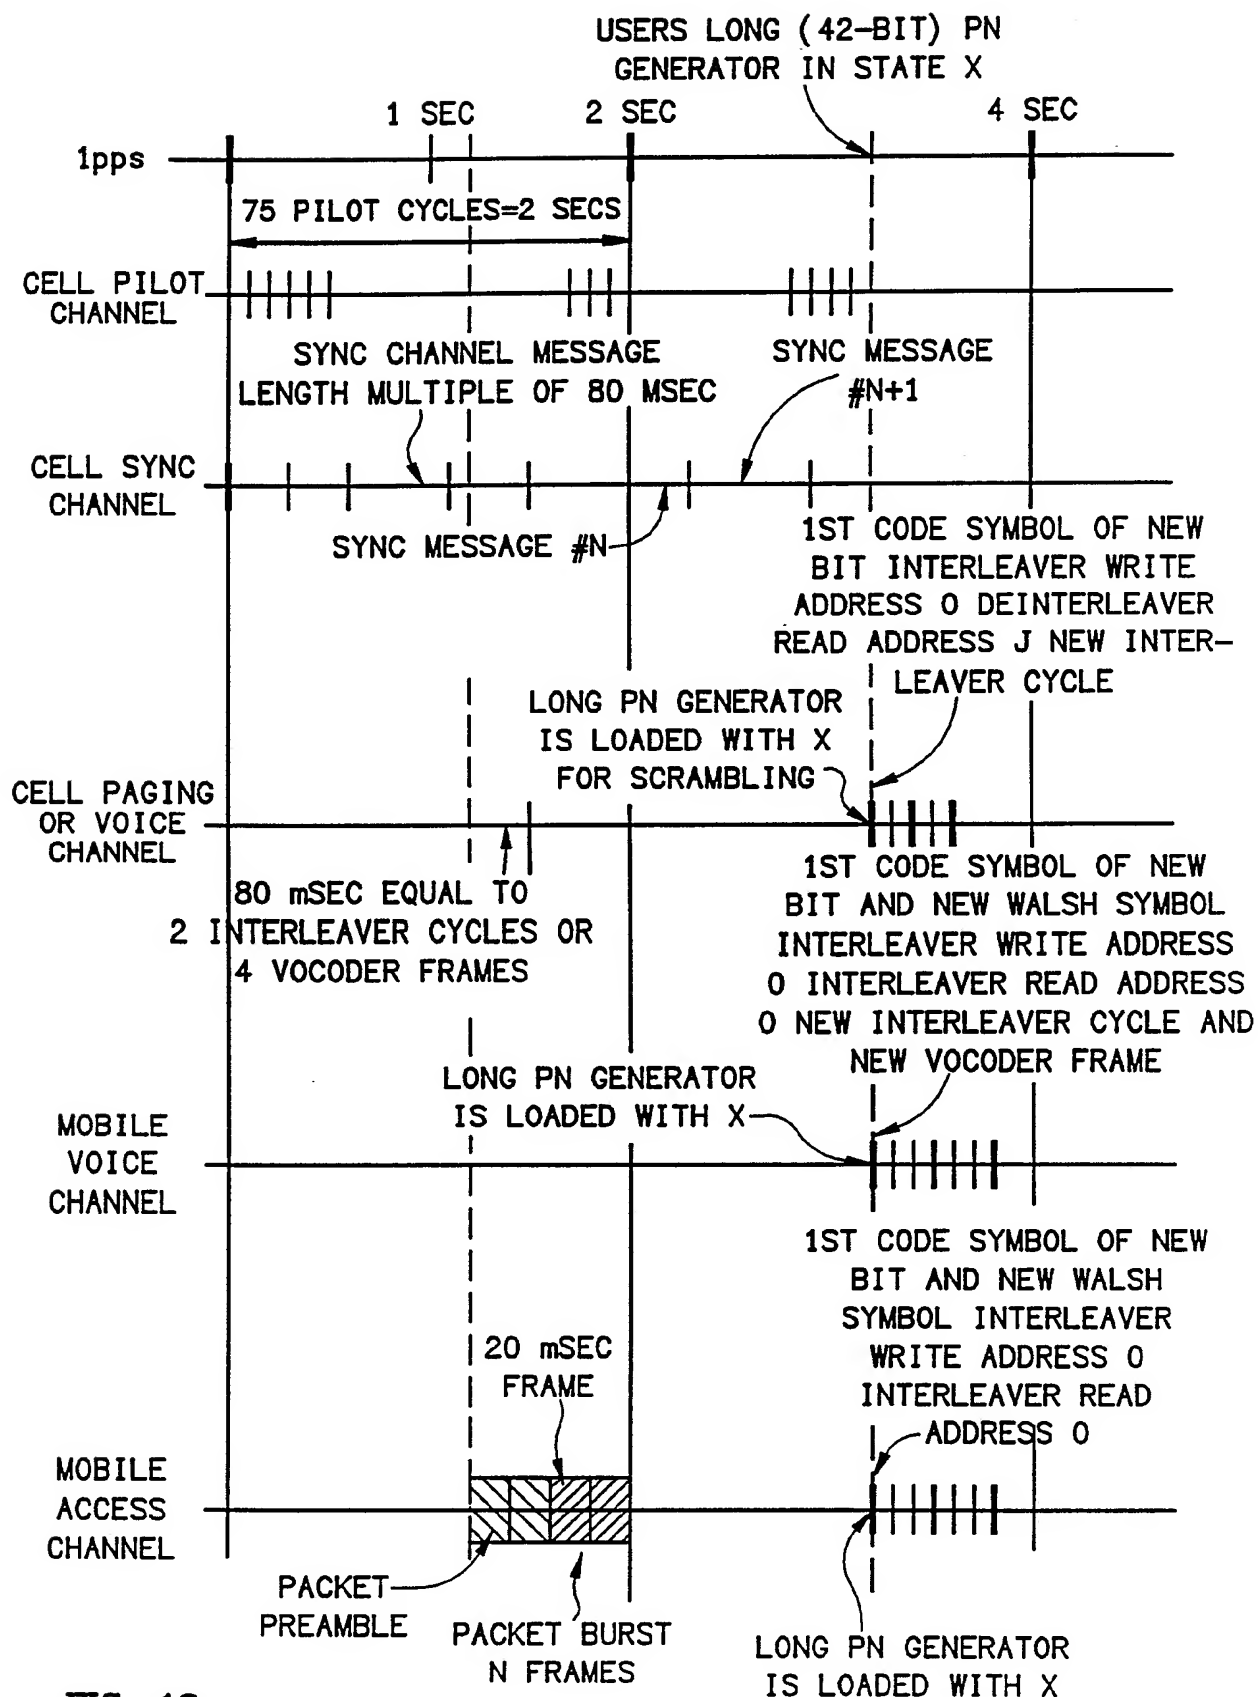 USERS LONG (42-BIT) PN
GENERATOR IN STATE X
1 SEC
2 SEC
4 SEC
1pps
75 PILOT CYCLES=2 SECS
CELL PILOT
CHANNEL
SYNC CHANNEL MESSAGE
LENGTH MULTIPLE OF 80 MSEC
SYNC MESSAGE
#N+1
CELL SYNC
CHANNEL
SYNC MESSAGE #N
1ST CODE SYMBOL OF NEW
BIT INTERLEAVER WRITE
ADDRESS 0 DEINTERLEAVER
READ ADDRESS J NEW INTER-
LEAVER CYCLE
LONG PN GENERATOR
IS LOADED WITH X
FOR SCRAMBLING
CELL PAGING
OR VOICE
CHANNEL
80 mSEC EQUAL TO
2 INTERLEAVER CYCLES OR
4 VOCODER FRAMES
1ST CODE SYMBOL OF NEW
BIT AND NEW WALSH SYMBOL
INTERLEAVER WRITE ADDRESS
0 INTERLEAVER READ ADDRESS
0 NEW INTERLEAVER CYCLE AND
NEW VOCODER FRAME
LONG PN GENERATOR
IS LOADED WITH X
MOBILE
VOICE
CHANNEL
1ST CODE SYMBOL OF NEW
BIT AND NEW WALSH
SYMBOL INTERLEAVER
WRITE ADDRESS 0
INTERLEAVER READ
ADDRESS 0
20 mSEC
FRAME
MOBILE
ACCESS
CHANNEL
PACKET
PREAMBLE
PACKET BURST
N FRAMES
LONG PN GENERATOR
IS LOADED WITH X